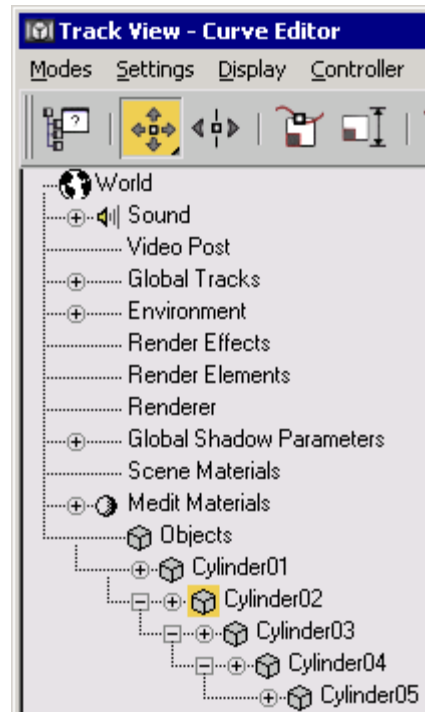 Track View - Curve Editor
Modes Settings Display Controller
?
World
Sound
Video Post
Global Tracks
Environment
Render Effects
Render Elements
Renderer
Global Shadow Parameters
Scene Materials
Medit Materials
Objects
Cylinder01
Cylinder02
Cylinder03
Cylinder04
Cylinder05